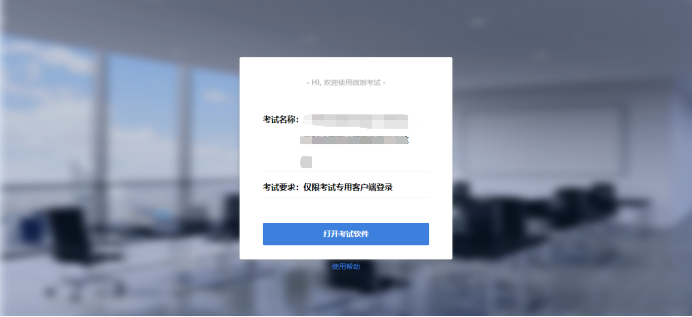 - Hi, 欢迎使用微测考试 -
考试名称：
考试要求：仅限考试专用客户端登录
打开考试软件
使用帮助